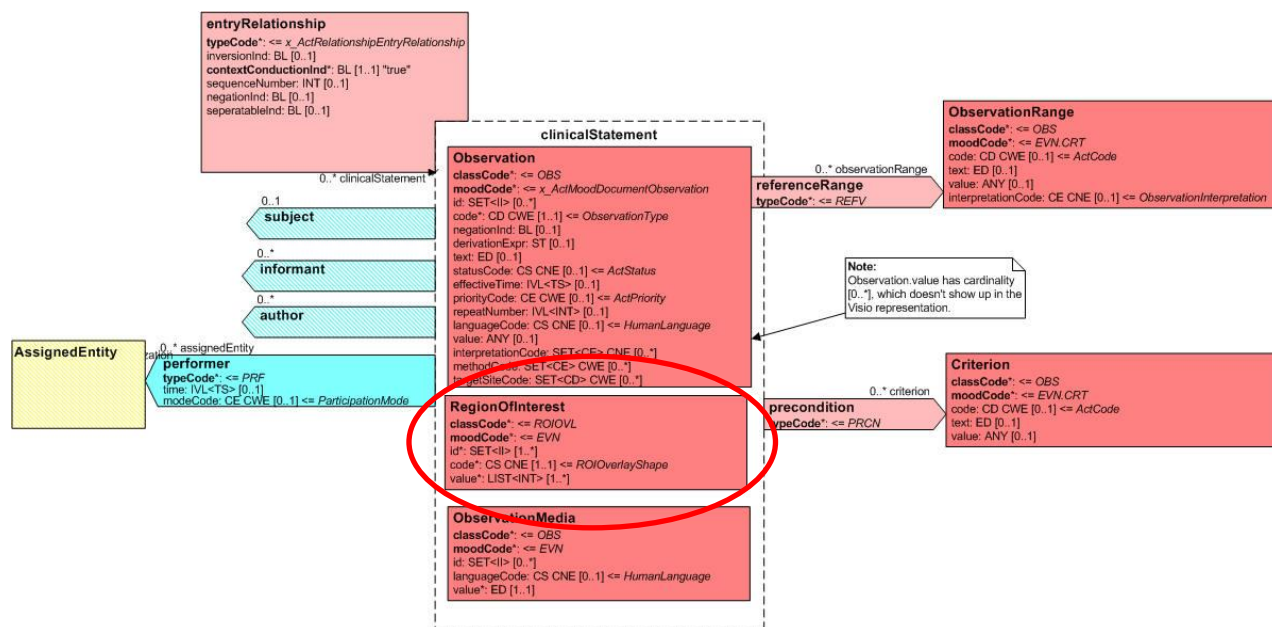 entryRelationship
typeCode*: <= x_ActRelationshipEntryRelationship
inversionInd: BL [0..1]
contextConductionInd*: BL [1..1] "true"
sequenceNumber: INT [0..1]
negationInd: BL [0..1]
seperatableInd: BL [0..1]
0..* clinicalStatement
clinicalStatement
Observation
classCode*: <= OBS
moodCode*: <= x_ActMoodDocumentObservation
id: SET<II> [0..*]
code*: CD CWE [1..1] <= ObservationType
negationInd: BL [0..1]
derivationExpr: ST [0..1]
text: ED [0..1]
statusCode: CS CNE [0..1] <= ActStatus
effectiveTime: IVL<TS> [0..1]
priorityCode: CE CWE [0..1] <= ActPriority
repeatNumber: IVL<INT> [0..1]
languageCode: CS CNE [0..1] <= HumanLanguage
value: ANY [0..1]
interpretationCode: SET<CE> CNE [0..*]
methodCode: SET<CE> CWE [0..*]
targetSiteCode: SET<CD> CWE [0..*]
0..* observationRange
referenceRange
typeCode*: <= REFV
ObservationRange
classCode*: <= OBS
moodCode*: <= EVN.CRT
code: CD CWE [0..1] <= ActCode
text: ED [0..1]
value: ANY [0..1]
interpretationCode: CE CNE [0..1] <= ObservationInterpretation
0..1
subject
0..*
informant
0..*
author
Note:
Observation.value has cardinality
[0..*], which doesn't show up in the
Visio representation.
AssignedEntity
0..* assignedEntity
performer
typeCode*: <= PRF
time: IVL<TS> [0..1]
modeCode: CE CWE [0..1] <= ParticipationMode
RegionOfInterest
classCode*: <= ROIOVL
moodCode*: <= EVN
id*: SET<II> [1..*]
code*: CS CNE [1..1] <= ROIOverlayShape
value*: LIST<INT> [1..*]
0..* criterion
precondition
typeCode*: <= PRCN
Criterion
classCode*: <= OBS
moodCode*: <= EVN.CRT
code: CD CWE [0..1] <= ActCode
text: ED [0..1]
value: ANY [0..1]
ObservationMedia
classCode*: <= OBS
moodCode*: <= EVN
id: SET<II> [0..*]
languageCode: CS CNE [0..1] <= HumanLanguage
value*: ED [1..1]